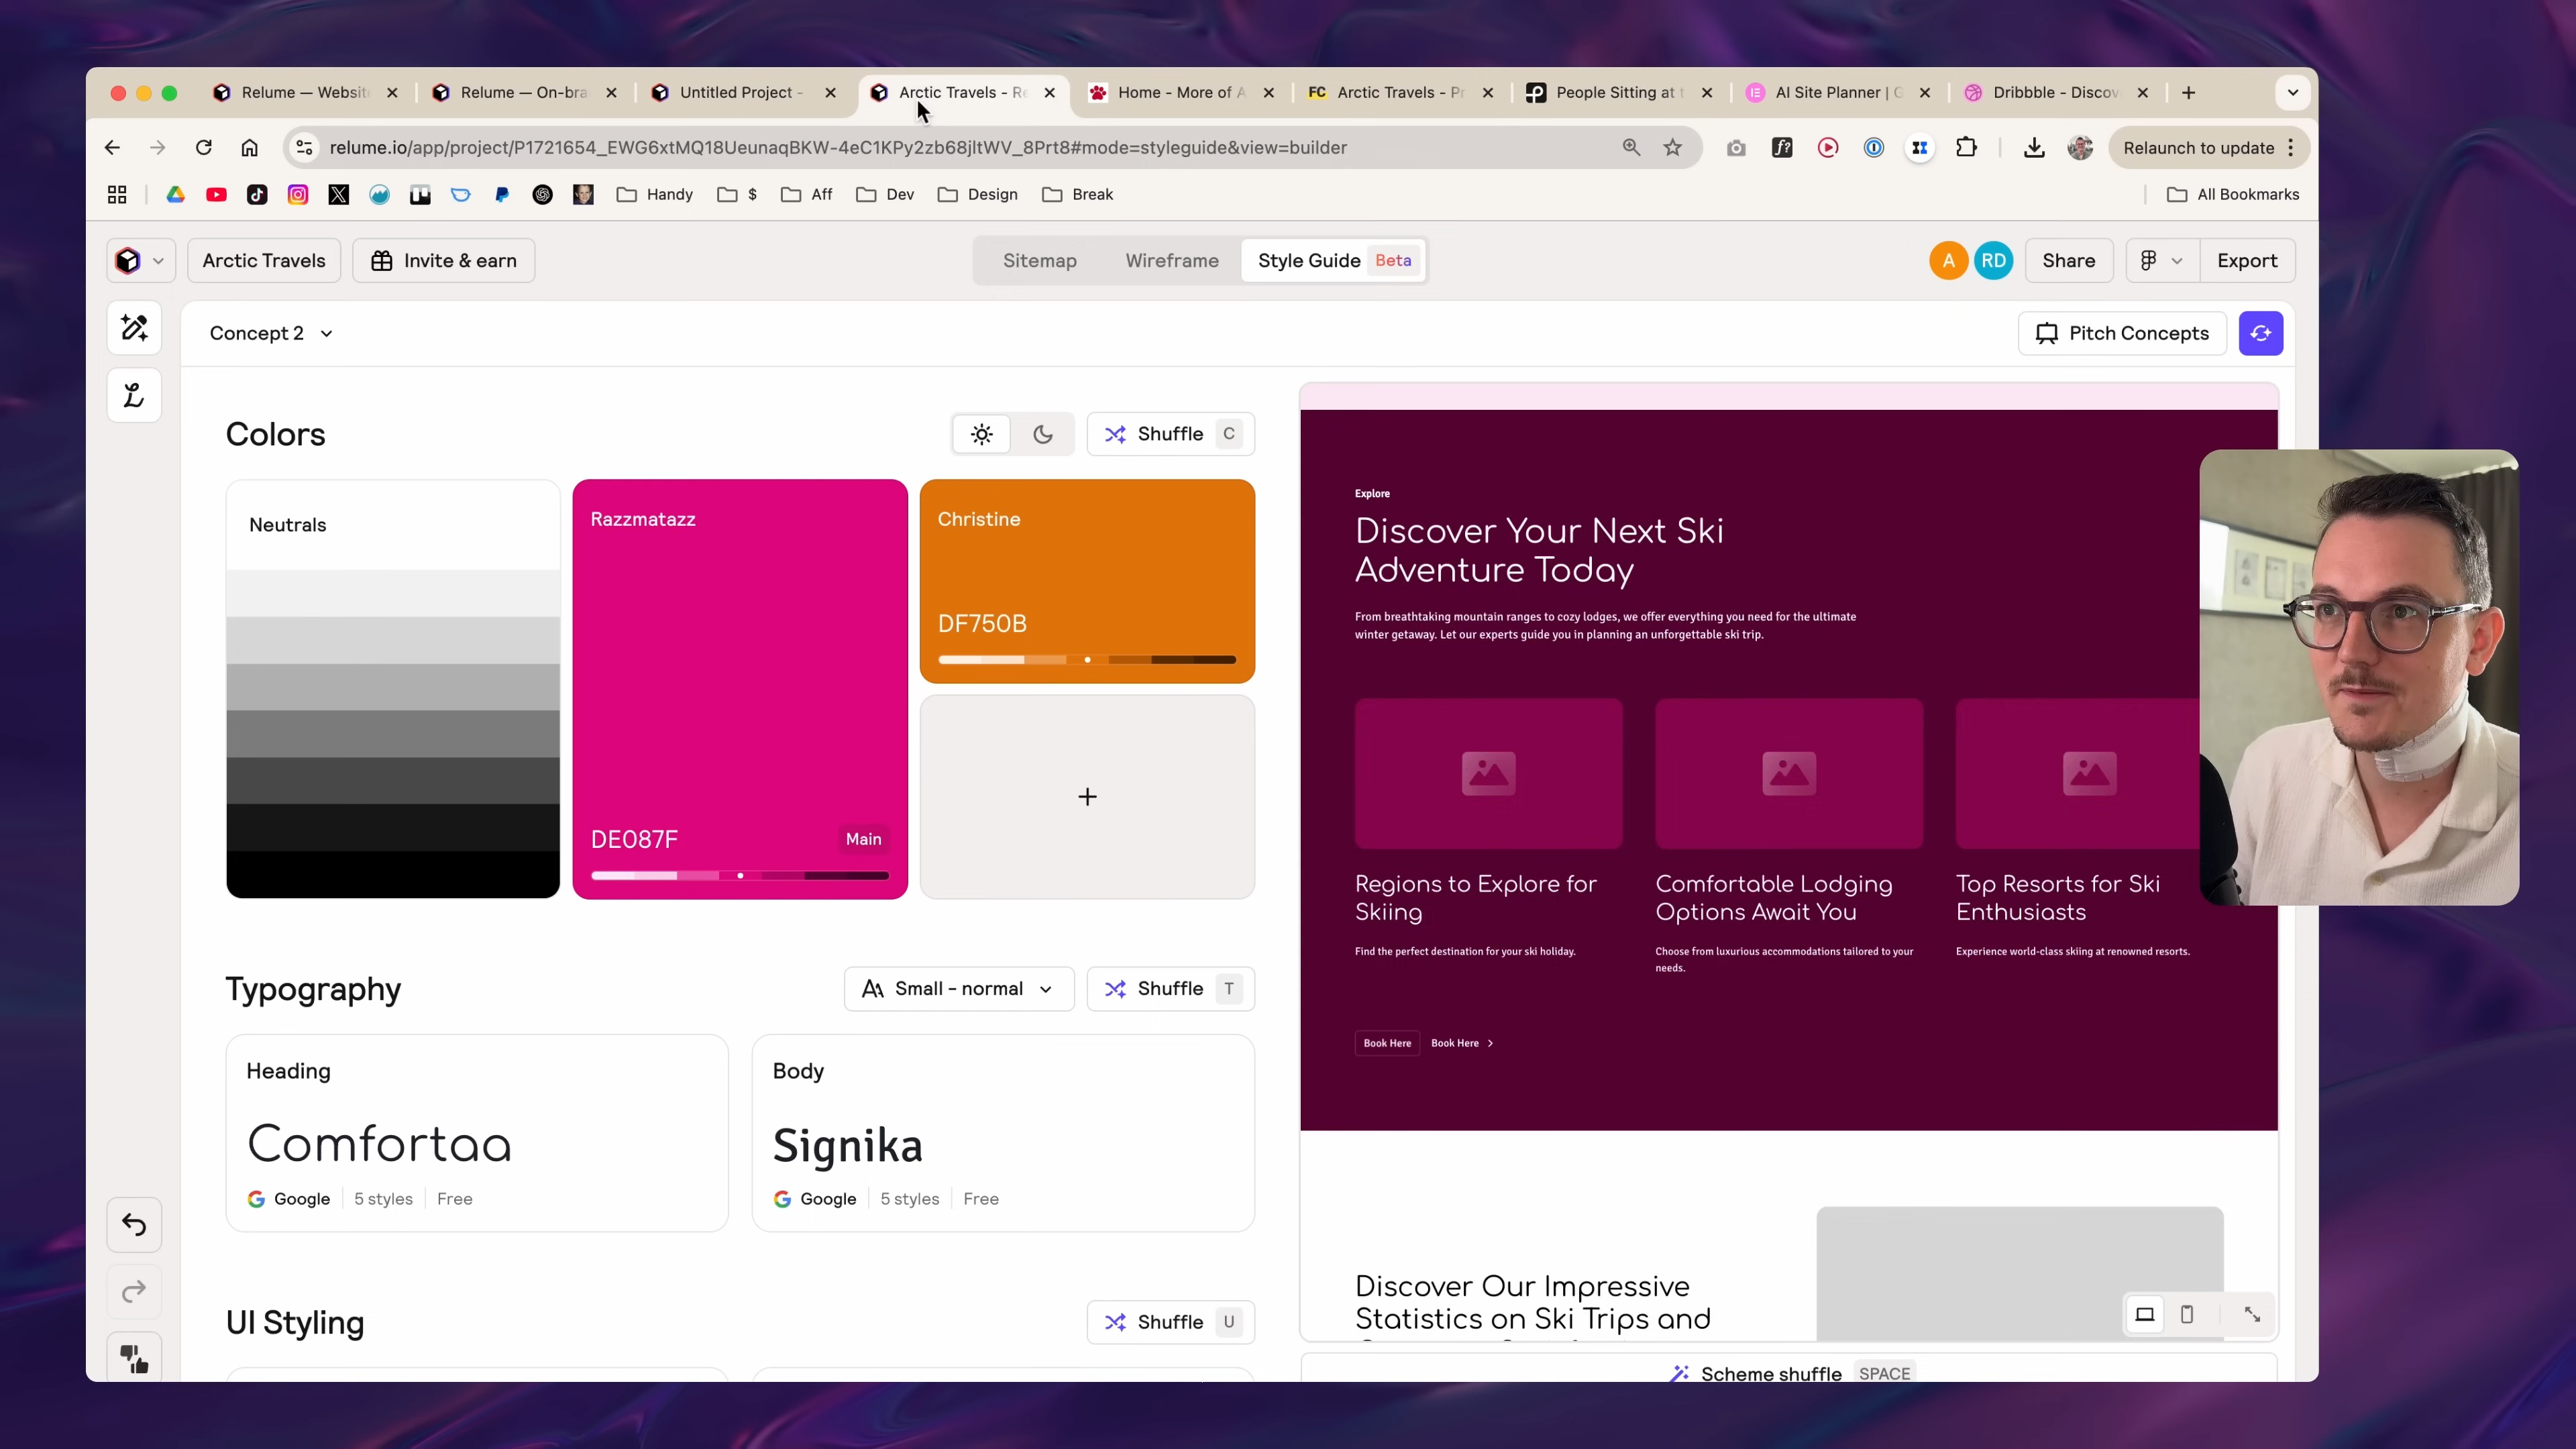 Relume — Websit
Relume — On-bra
Untitled Project -
Arctic Travels - Re
Home - More of A
FC
Arctic Travels - Pr
People Sitting at t
AI Site Planner | G
Dribbble - Discov
relume.io/app/project/P1721654_EWG6xtMQ18UeunaqBKW-4eC1KPy2zb68jltWV_8Prt8#mode=styleguide&view=builder
f?
Relaunch to update
Handy
$
Aff
Dev
Design
Break
All Bookmarks
Arctic Travels
Invite & earn
Sitemap
Wireframe
Style Guide
Beta
A
RD
Share
Export
Concept 2
Pitch Concepts
Colors
Shuffle
C
Neutrals
Razzmatazz
DE087F
Main
Christine
DF750B
Typography
Small – normal
Shuffle
T
Heading
Comfortaa
Google
5 styles
Free
Body
Signika
Google
5 styles
Free
UI Styling
Shuffle
U
Explore
Discover Your Next Ski
Adventure Today
From breathtaking mountain ranges to cozy lodges, we offer everything you need for the ultimate
winter getaway. Let our experts guide you in planning an unforgettable ski trip.
Regions to Explore for
Skiing
Find the perfect destination for your ski holiday.
Comfortable Lodging
Options Await You
Choose from luxurious accommodations tailored to your
needs.
Top Resorts for Ski
Enthusiasts
Experience world-class skiing at renowned resorts.
Book Here
Book Here
Discover Our Impressive
Statistics on Ski Trips and
Scheme shuffle
SPACE